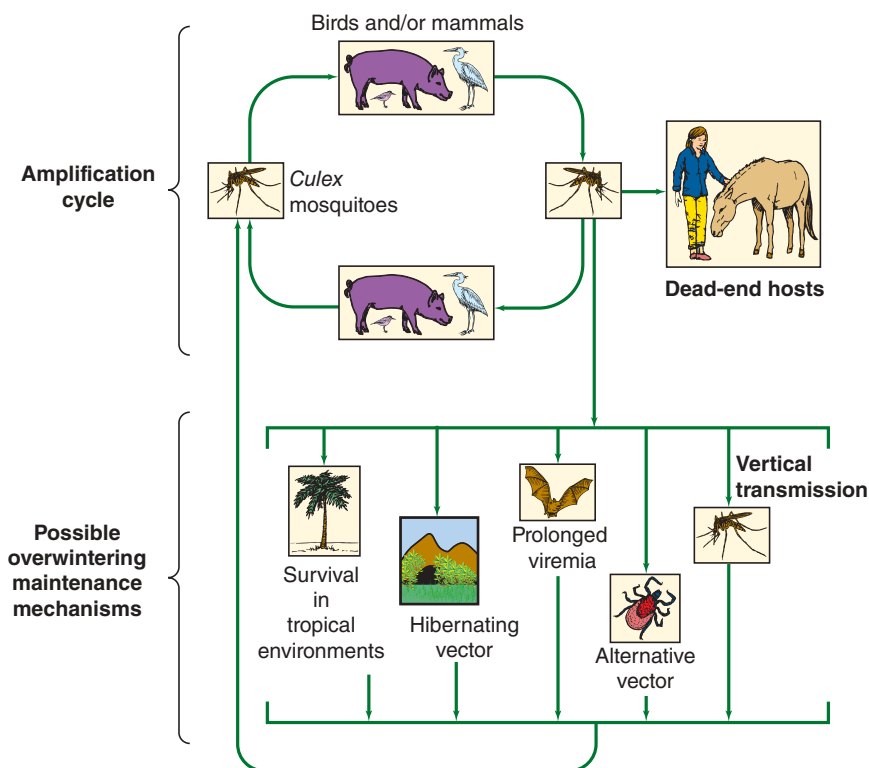 Birds and/or mammals
Amplification
cycle
Culex
mosquitoes
Dead-end hosts
Possible
overwintering
maintenance
mechanisms
Survival
in
tropical
environments
Hibernating
vector
Prolonged
viremia
Alternative
vector
Vertical
transmission